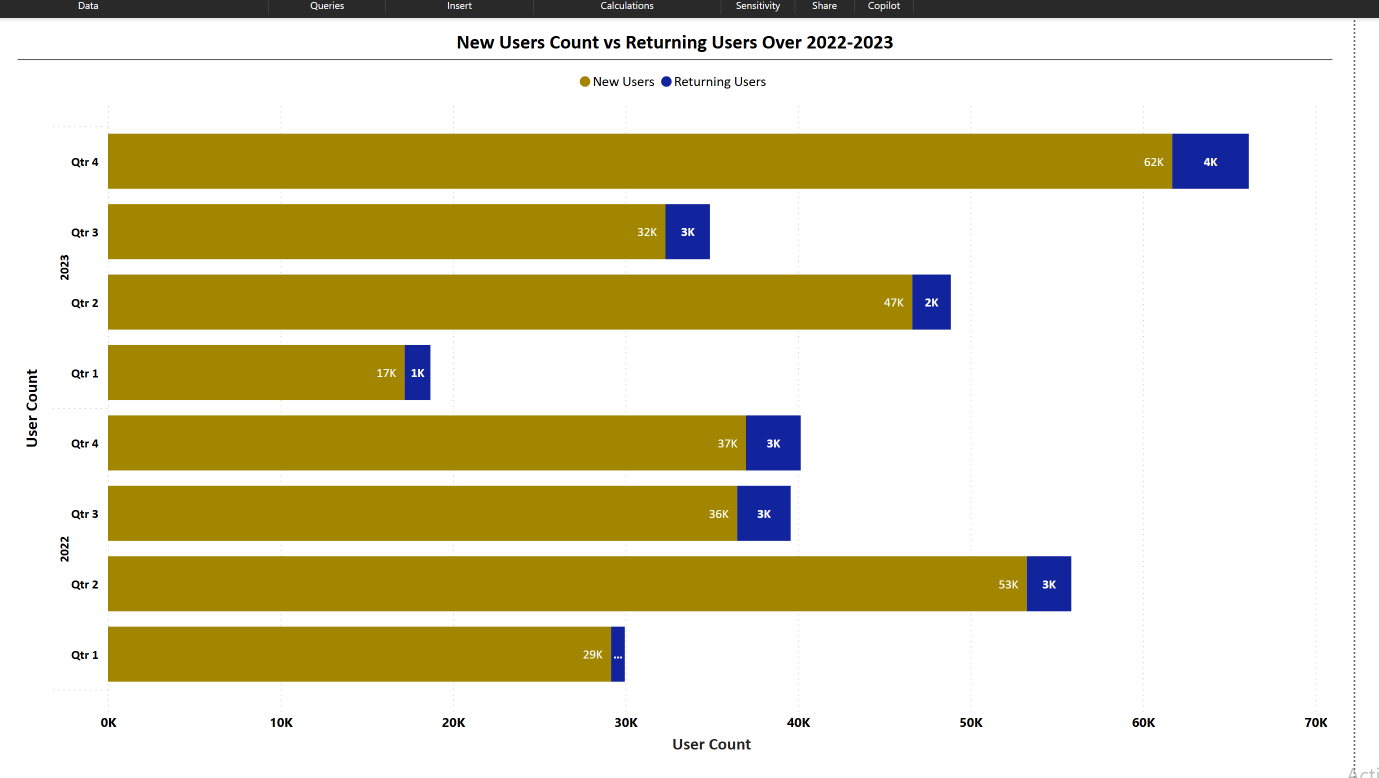 Data Queries Insert Calculations Sensitivity Share Copilot
New Users Count vs Returning Users Over 2022-2023
New Users Returning Users
Qtr 4 62K 4K
Qtr 3 32K 3K
2023
Qtr 2 47K 2K
Qtr 1 17K 1K
User Count
Qtr 4 37K 3K
Qtr 3 36K 3K
2022
Qtr 2 53K 3K
Qtr 1 29K ...
0K 10K 20K 30K 40K 50K 60K 70K
User Count
Acti